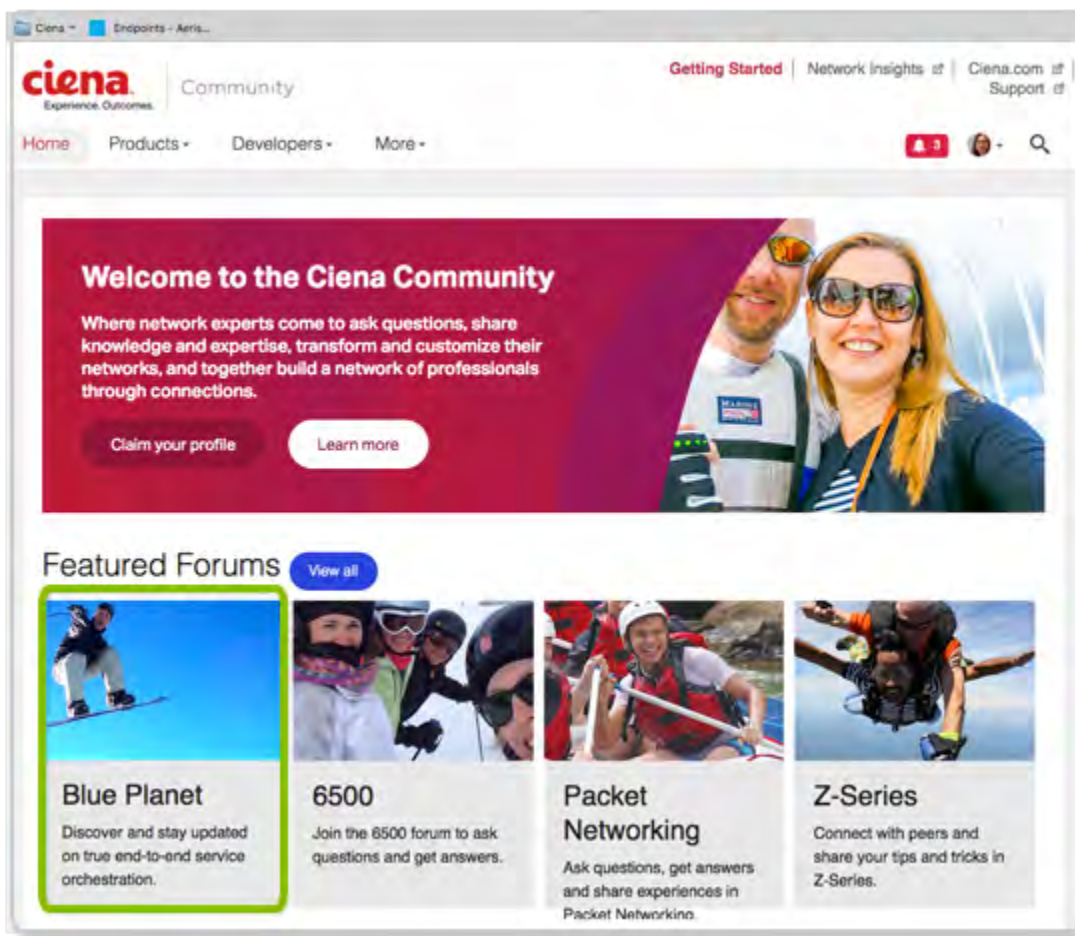 Ciena
Endpoints - Aeris...
ciena.
Experience. Outcomes.
Community
Getting Started | Network Insights | Ciena.com
Support
Home Products Developers More
3
Welcome to the Ciena Community
Where network experts come to ask questions, share
knowledge and expertise, transform and customize their
networks, and together build a network of professionals
through connections.
Claim your profile
Learn more
Featured Forums View all
Blue Planet
Discover and stay updated
on true end-to-end service
orchestration.
6500
Join the 6500 forum to ask
questions and get answers.
Packet
Networking
Ask questions, get answers
and share experiences in
Packet Networking.
Z-Series
Connect with peers and
share your tips and tricks in
Z-Series.